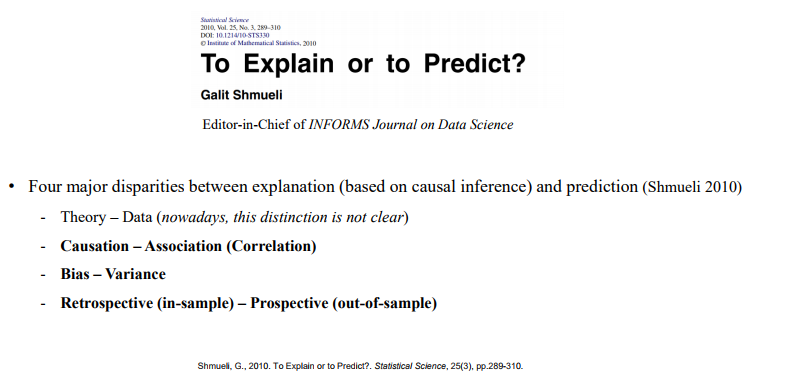 Statistical Science
2010, Vol. 25, No. 3, 289–310
DOI: 10.1214/10-STS330
© Institute of Mathematical Statistics, 2010
To Explain or to Predict?
Galit Shmueli
Editor-in-Chief of INFORMS Journal on Data Science
• Four major disparities between explanation (based on causal inference) and prediction (Shmueli 2010)
- Theory – Data (nowadays, this distinction is not clear)
- Causation – Association (Correlation)
- Bias – Variance
- Retrospective (in-sample) – Prospective (out-of-sample)
Shmueli, G., 2010. To Explain or to Predict?. Statistical Science, 25(3), pp.289-310.